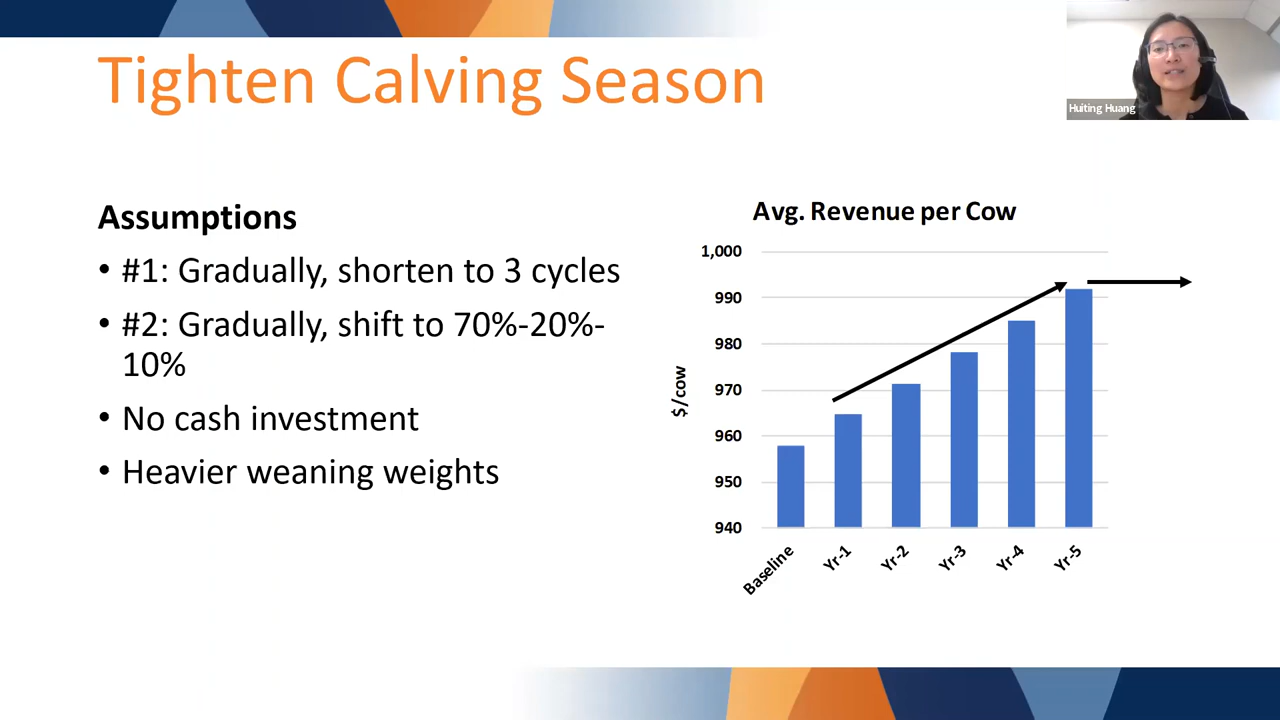 Tighten Calving Season
Huiting Huang
Assumptions
• #1: Gradually, shorten to 3 cycles
• #2: Gradually, shift to 70%-20%-
10%
• No cash investment
• Heavier weaning weights
Avg. Revenue per Cow
1,000
990
980
970
960
950
940
$/cow
Baseline
Yr-1
Yr-2
Yr-3
Yr-4
Yr-5